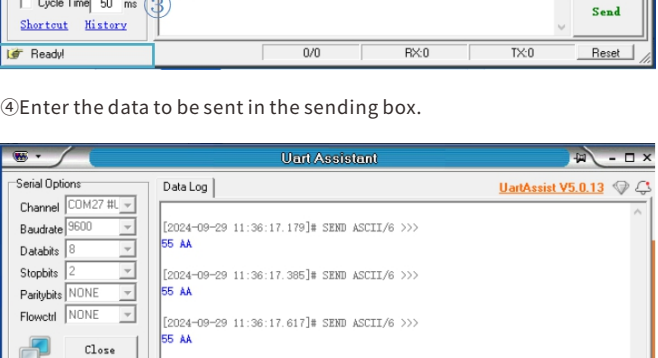 Cycle Time 50 ms
③
Send
Shortcut History
Ready! 0/0 RX:0 TX:0 Reset
④Enter the data to be sent in the sending box.
Uart Assistant
Serial Options
Data Log
UartAssist V5.0.13
Channel COM27 #U
Baudrate 9600
Databits 8
Stopbits 2
Paritybits NONE
Flowctrl NONE
Close
[2024-09-29 11:36:17.179]# SEND ASCII/6 >>>
55 AA
[2024-09-29 11:36:17.385]# SEND ASCII/6 >>>
55 AA
[2024-09-29 11:36:17.617]# SEND ASCII/6 >>>
55 AA